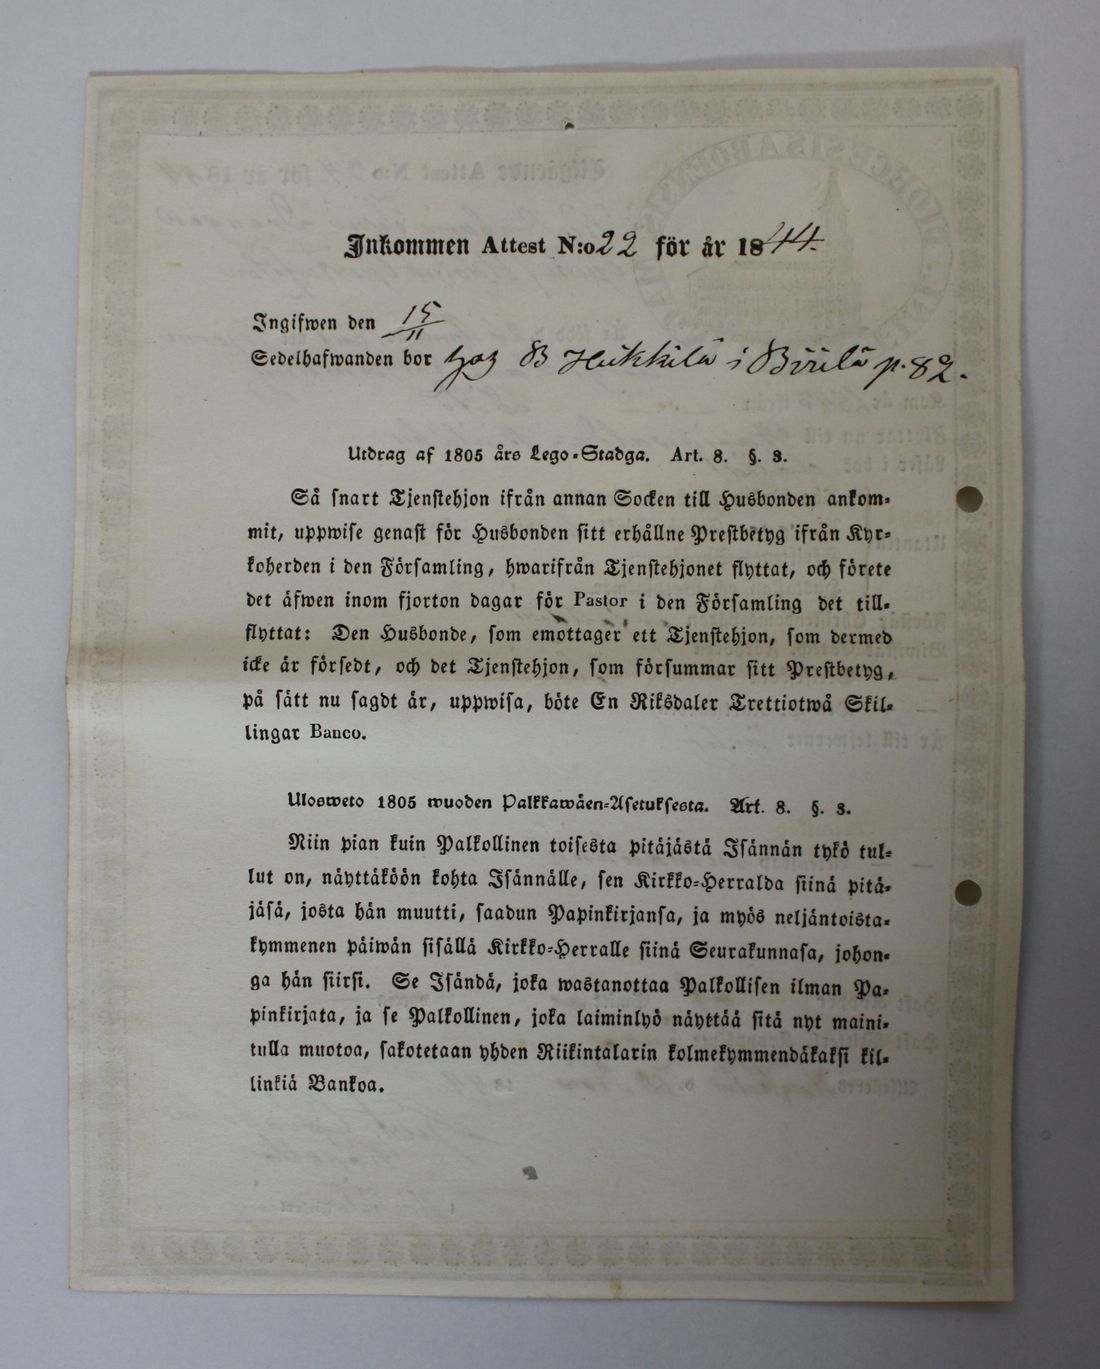 Inkommen Attest N:o 22 för år 1844.
Ingifwen den 15/11
Sedelhafwanden bor hos B Heikkilä i Böölä p. 82.
Utdrag af 1805 års Lego-Stadga. Art. 8. §. 3.
Så snart Tjenstehjon ifrån annan Socken till Husbonden ankom-
mit, uppwise genast för Husbonden sitt erhållne Prestbetyg ifrån Kyr-
koherden i den Församling, hwarifrån Tjenstehjonet flyttat, och förete
det äfwen inom fjorton dagar för Pastor i den Församling det till-
flyttat: Den Husbonde, som emottager ett Tjenstehjon, som dermed
icke är försedt, och det Tjenstehjon, som försummar sitt Prestbetyg,
på sätt nu sagdt är, uppwisa, böte En Riksdaler Trettiotwå Skil-
lingar Banco.
Ulosweto 1805 wuoden Palkkawäen-Asetuksesta. Art. 8. §. 3.
Niin pian kuin Palkollinen toisesta pitäjästä Isännän tykö tul-
lut on, näyttäköön kohta Isännälle, sen Kirkko-Herralda siinä pitä-
jäsä, josta hän muutti, saadun Papinkirjansa, ja myös neljäntoista-
kymmenen päiwän sisällä Kirkko-Herralle siinä Seurakunnasa, johon-
ga hän siirsi. Se Isändä, joka wastanottaa Palkollisen ilman Pa-
pinkirjata, ja se Palkollinen, joka laiminlyö näyttää sitä nyt maini-
tulla muotoa, sakotetaan yhden Riikintalarin kolmekymmendäkaksi kil-
linkiä Bankoa.